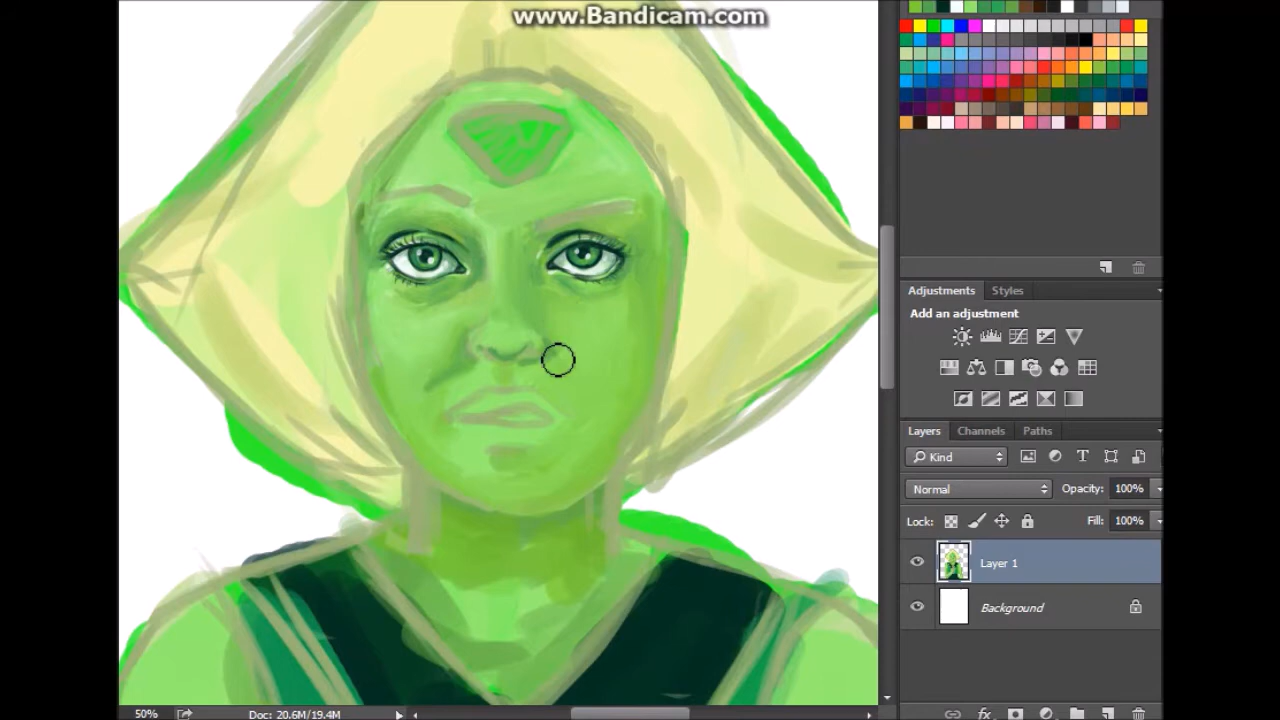 www.Bandicam.com
Adjustments Styles
Add an adjustment
Layers Channels Paths
Kind
Normal Opacity: 100%
Lock: Fill: 100%
Layer 1
Background
50% Doc: 20.6M/19.4M